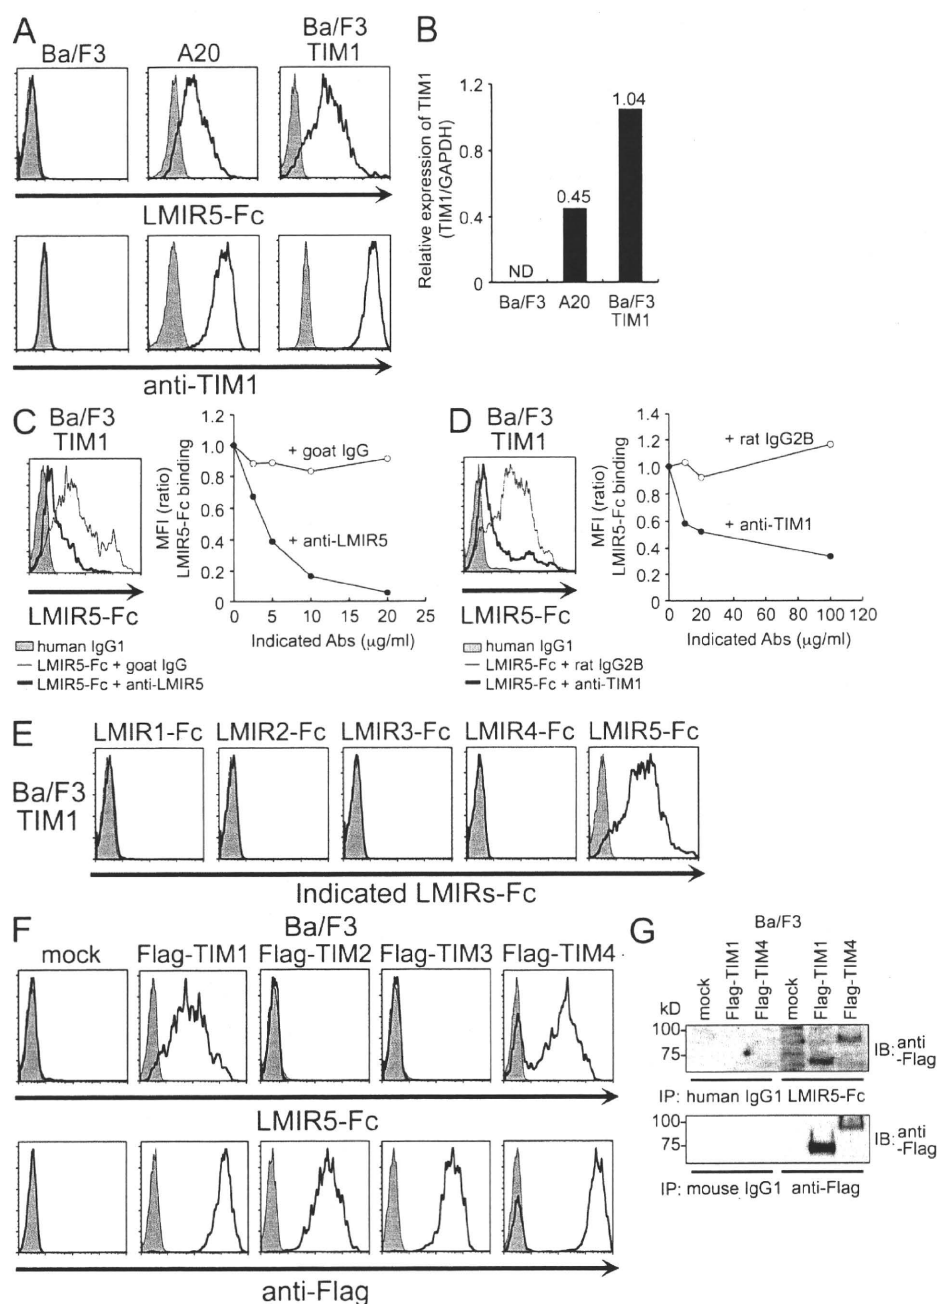 A
Ba/F3
A20
Ba/F3
TIM1
LMIR5-Fc
anti-TIM1
B
Relative expression of TIM1
(TIM1/GAPDH)
1.2
0.8
0.4
0
ND
0.45
1.04
Ba/F3
A20
Ba/F3
TIM1
C
Ba/F3
TIM1
LMIR5-Fc
MFI (ratio)
LMIR5-Fc binding
1.2
1.0
0.8
0.6
0.4
0.2
0
+ goat IgG
+ anti-LMIR5
0 5 10 15 20 25
Indicated Abs (μg/ml)
human IgG1
LMIR5-Fc + goat IgG
LMIR5-Fc + anti-LMIR5
D
Ba/F3
TIM1
LMIR5-Fc
MFI (ratio)
LMIR5-Fc binding
1.4
1.2
1.0
0.8
0.6
0.4
0.2
0
+ rat IgG2B
+ anti-TIM1
0 20 40 60 80 100 120
Indicated Abs (μg/ml)
human IgG1
LMIR5-Fc + rat IgG2B
LMIR5-Fc + anti-TIM1
E
LMIR1-Fc LMIR2-Fc LMIR3-Fc LMIR4-Fc LMIR5-Fc
Ba/F3
TIM1
Indicated LMIRs-Fc
F
Ba/F3
mock Flag-TIM1 Flag-TIM2 Flag-TIM3 Flag-TIM4
LMIR5-Fc
anti-Flag
G
Ba/F3
mock
Flag-TIM1
Flag-TIM4
mock
Flag-TIM1
Flag-TIM4
kD
100
75
IB: anti
-Flag
IP: human IgG1 LMIR5-Fc
100
75
IB: anti
-Flag
IP: mouse IgG1 anti-Flag